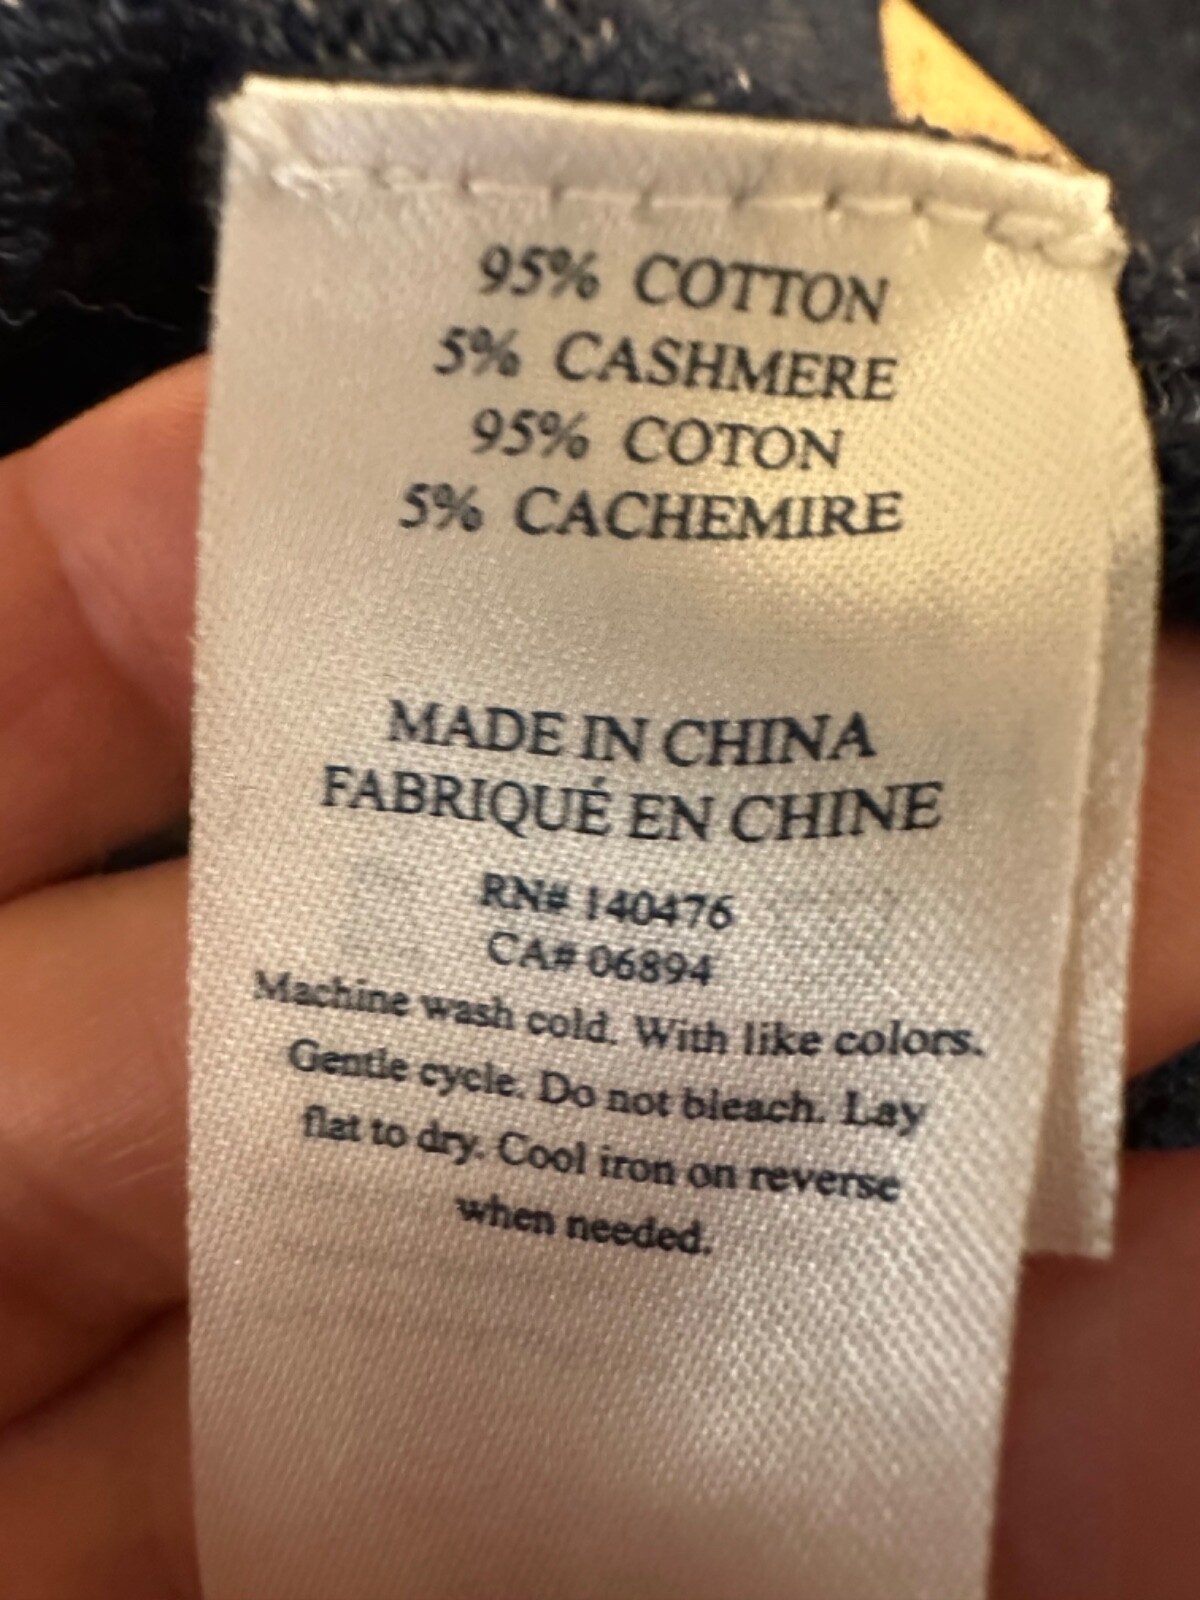 95% COTTON
5% CASHMERE
95% COTON
5% CACHEMIRE
MADE IN CHINA
FABRIQUÉ EN CHINE
RN# 140476
CA# 06894
Machine wash cold. With like colors.
Gentle cycle. Do not bleach. Lay
flat to dry. Cool iron on reverse
when needed.